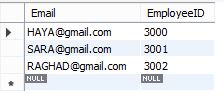 Email EmployeeID
HAYA@gmail.com 3000
SARA@gmail.com 3001
RAGHAD@gmail.com 3002
NULL NULL